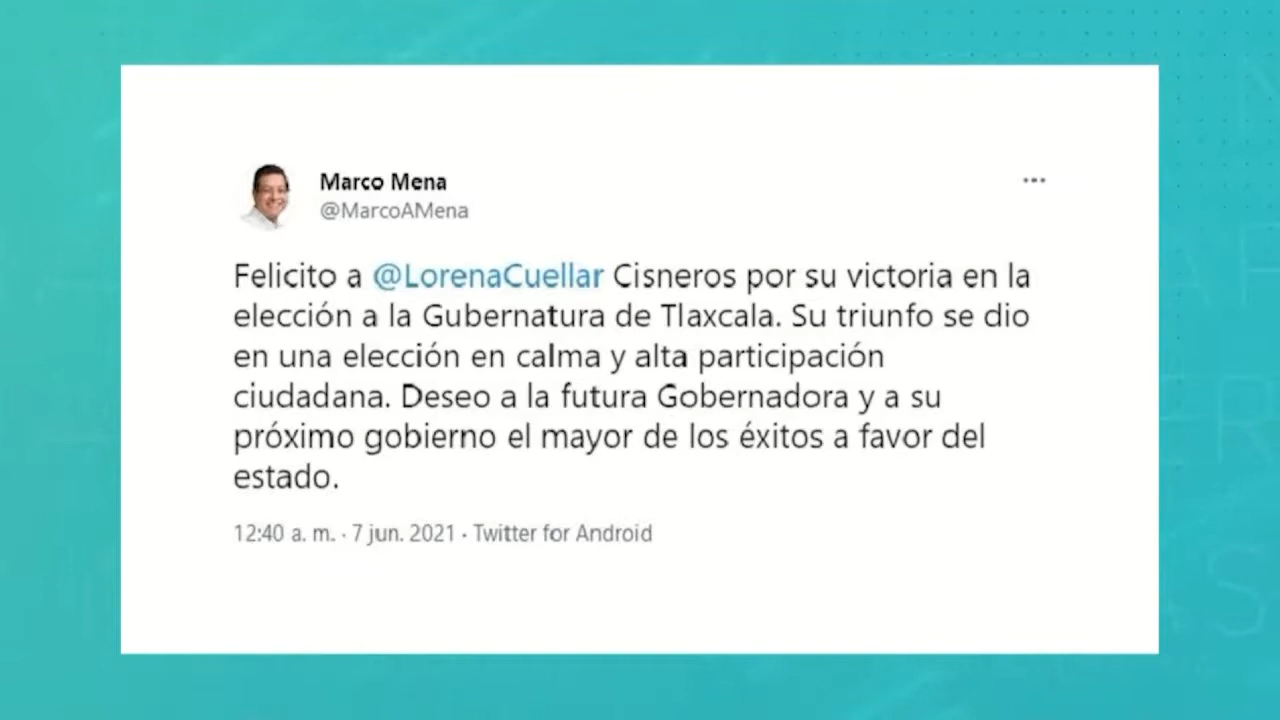 Marco Mena
@MarcoAMena
Felicito a @LorenaCuellar Cisneros por su victoria en la
elección a la Gubernatura de Tlaxcala. Su triunfo se dio
en una elección en calma y alta participación
ciudadana. Deseo a la futura Gobernadora y a su
próximo gobierno el mayor de los éxitos a favor del
estado.
12:40 a. m. · 7 jun. 2021 · Twitter for Android